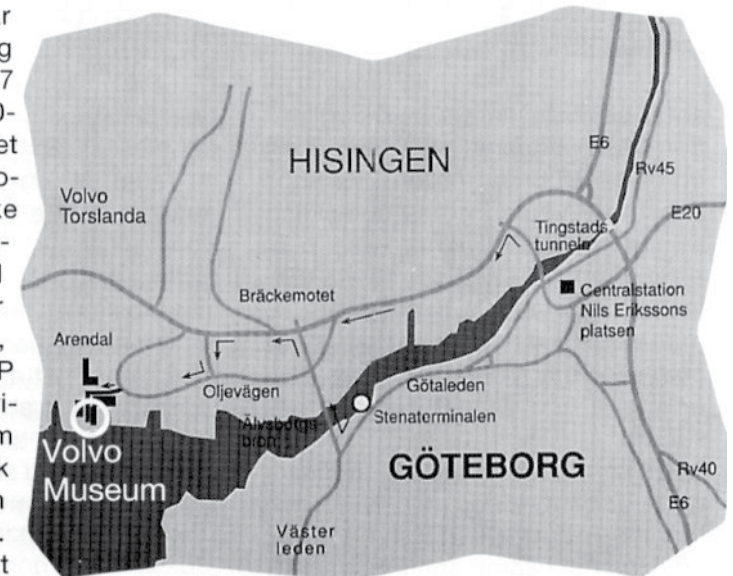 E6
HISINGEN
Rv45
Volvo
Torslanda
E20
Tingstads
tunneln
Bräckemotet
Centralstation
Nils Erikssons
platsen
Arendal
Oljevägen
Götaleden
Älvsborgs
bron
Stenaterminalen
Volvo
Museum
GÖTEBORG
Rv40
E6
Väster
leden